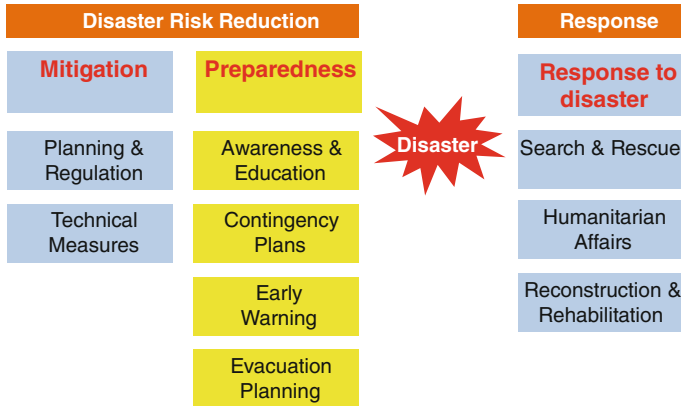 Disaster Risk Reduction
Mitigation
Planning &
Regulation
Technical
Measures
Preparedness
Awareness &
Education
Contingency
Plans
Early
Warning
Evacuation
Planning
Disaster
Response
Response to
disaster
Search & Rescue
Humanitarian
Affairs
Reconstruction &
Rehabilitation